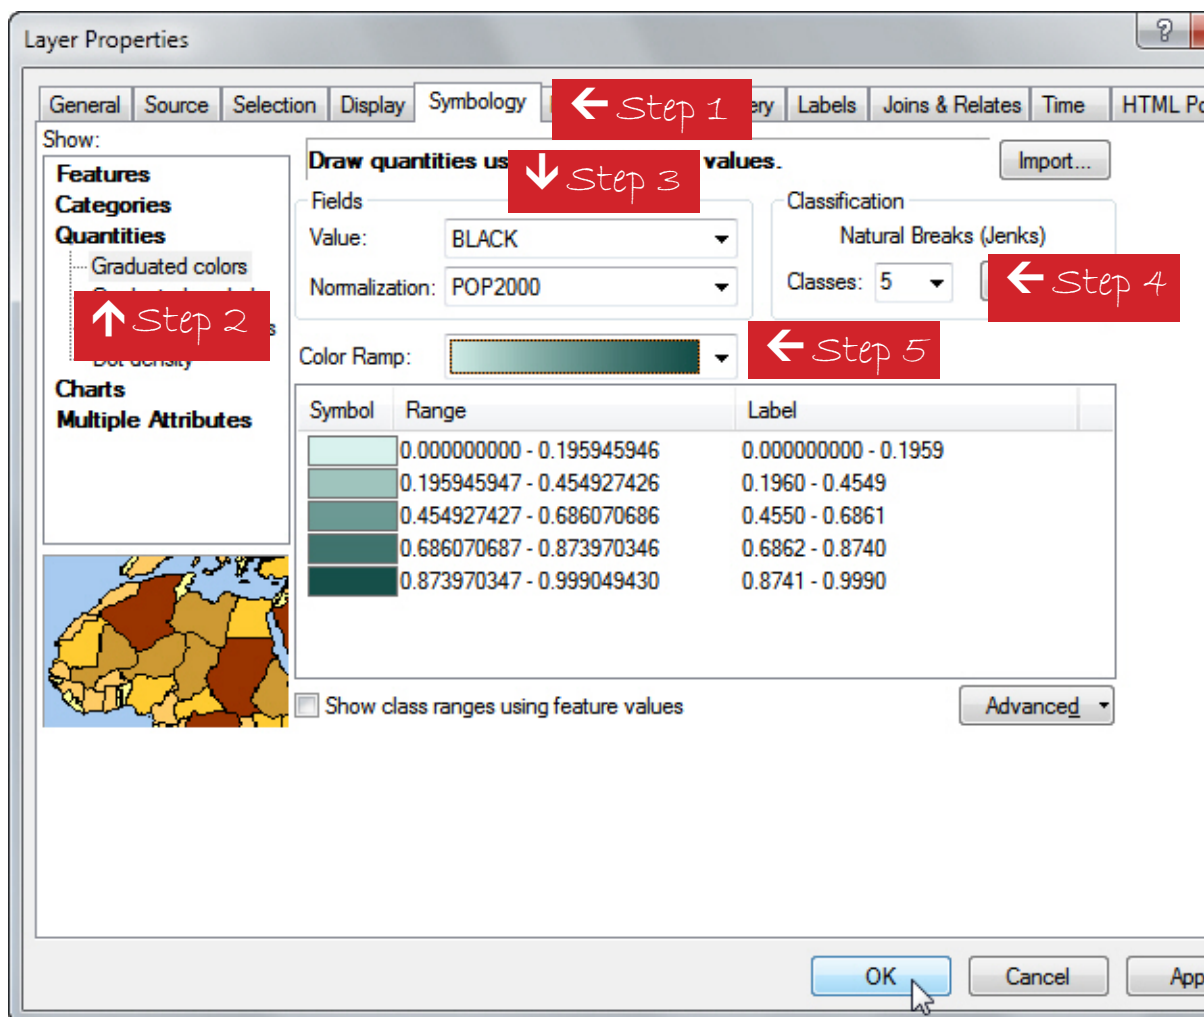 Layer Properties
?
General Source Selection Display Symbology ← Step 1 Labels Joins & Relates Time HTML
Show:
Features
Categories
Quantities
Graduated colors
↑ Step 2
Charts
Multiple Attributes
Draw quantities values.
↓ Step 3
Import...
Fields
Value: BLACK
Normalization: POP2000
Classification
Natural Breaks (Jenks)
Classes: 5 ← Step 4
Color Ramp: ← Step 5
Symbol Range Label
0.000000000 - 0.195945946 0.000000000 - 0.1959
0.195945947 - 0.454927426 0.1960 - 0.4549
0.454927427 - 0.686070686 0.4550 - 0.6861
0.686070687 - 0.873970346 0.6862 - 0.8740
0.873970347 - 0.999049430 0.8741 - 0.9990
Show class ranges using feature values
Advanced
OK Cancel